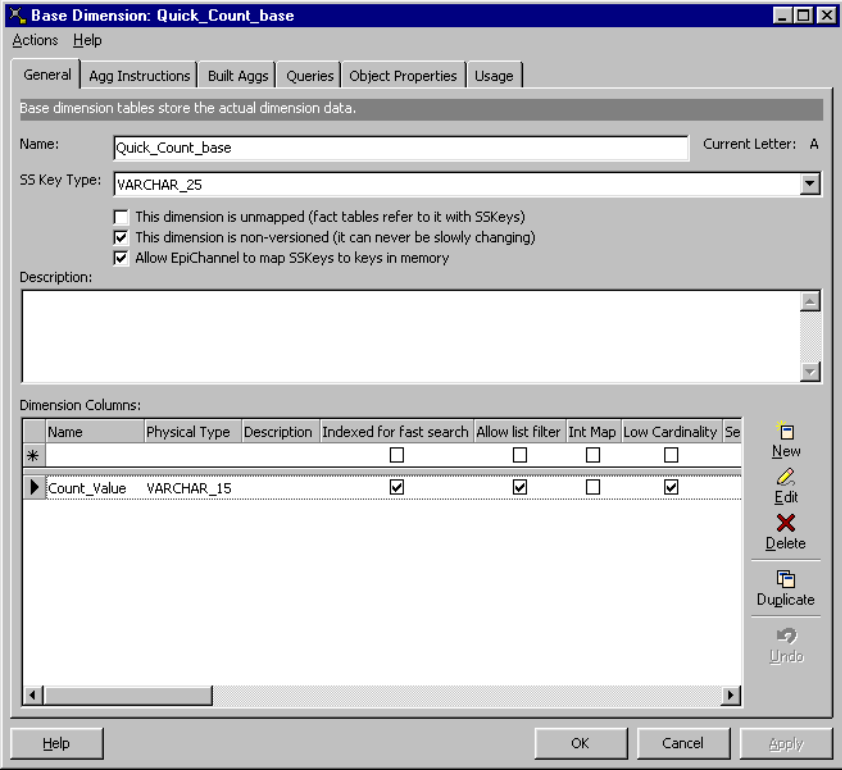 Base Dimension: Quick_Count_base
Actions Help
General Agg Instructions Built Aggs Queries Object Properties Usage
Base dimension tables store the actual dimension data.
Name: Quick_Count_base Current Letter: A
SS Key Type: VARCHAR_25
This dimension is unmapped (fact tables refer to it with SSKeys)
This dimension is non-versioned (it can never be slowly changing)
Allow EpiChannel to map SSKeys to keys in memory
Description:
Dimension Columns:
Name Physical Type Description Indexed for fast search Allow list filter Int Map Low Cardinality Se
Count_Value VARCHAR_15
New
Edit
Delete
Duplicate
Undo
Help OK Cancel Apply